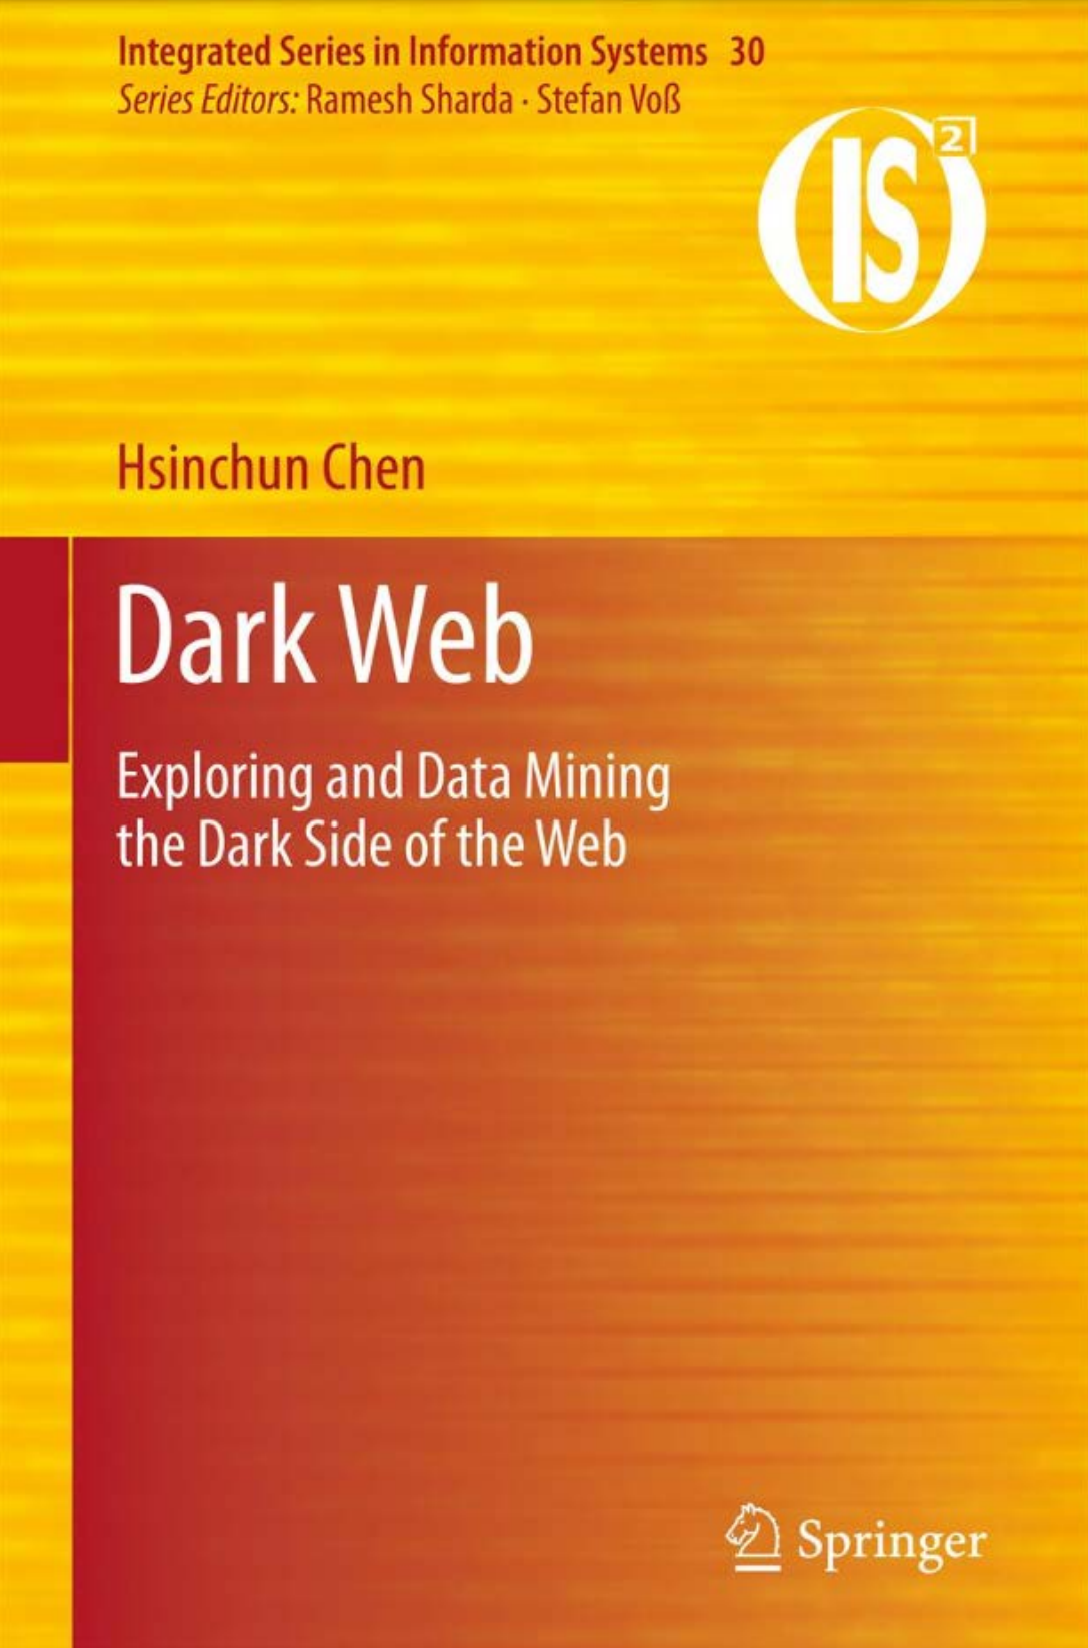 Integrated Series in Information Systems 30
Series Editors: Ramesh Sharda · Stefan Voß
IS 2
Hsinchun Chen
Dark Web
Exploring and Data Mining
the Dark Side of the Web
Springer